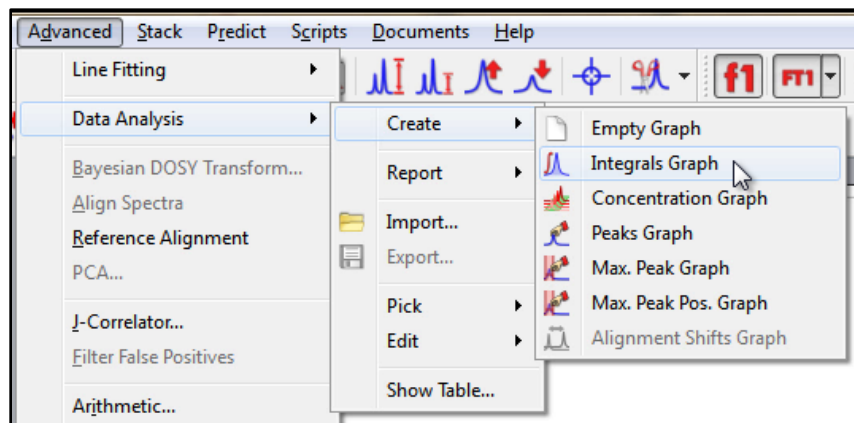 Advanced Stack Predict Scripts Documents Help
f1 FT1
Line Fitting
Data Analysis
Bayesian DOSY Transform...
Align Spectra
Reference Alignment
PCA...
J-Correlator...
Filter False Positives
Arithmetic...
Create
Report
Import...
Export...
Pick
Edit
Show Table...
Empty Graph
Integrals Graph
Concentration Graph
Peaks Graph
Max. Peak Graph
Max. Peak Pos. Graph
Alignment Shifts Graph